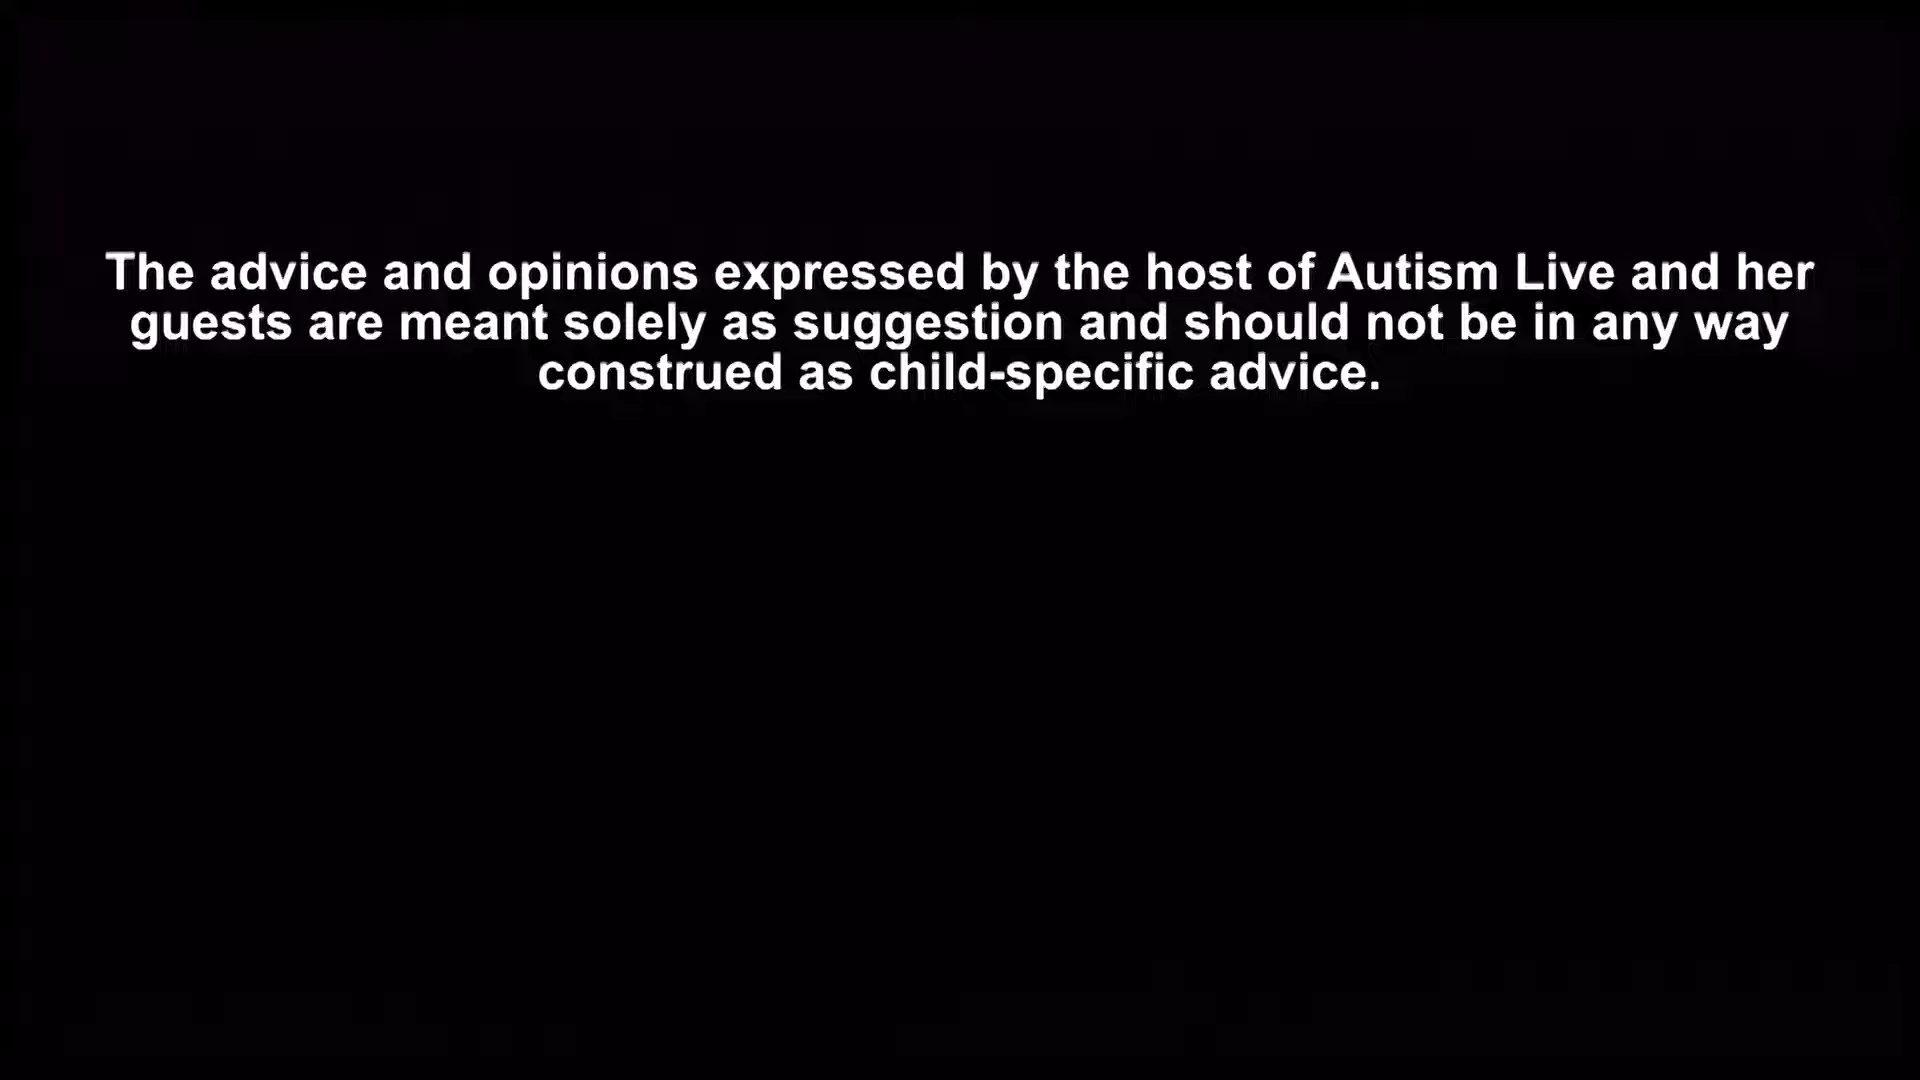 The advice and opinions expressed by the host of Autism Live and her
guests are meant solely as suggestion and should not be in any way
construed as child-specific advice.